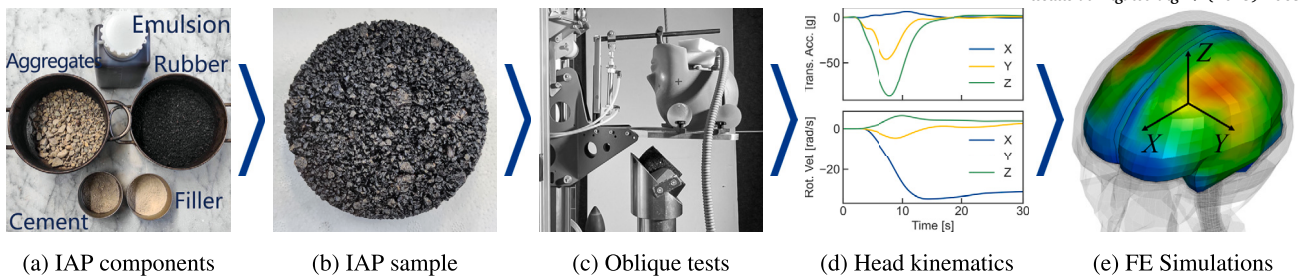 Emulsion
Aggregates
Rubber
Cement
Filler
(a) IAP components
(b) IAP sample
(c) Oblique tests
Trans. Acc. [g]
0
−50
X
Y
Z
Rot. Vel. [rad/s]
0
−20
X
Y
Z
0
10
20
30
Time [s]
(d) Head kinematics
Z
X
Y
(e) FE Simulations